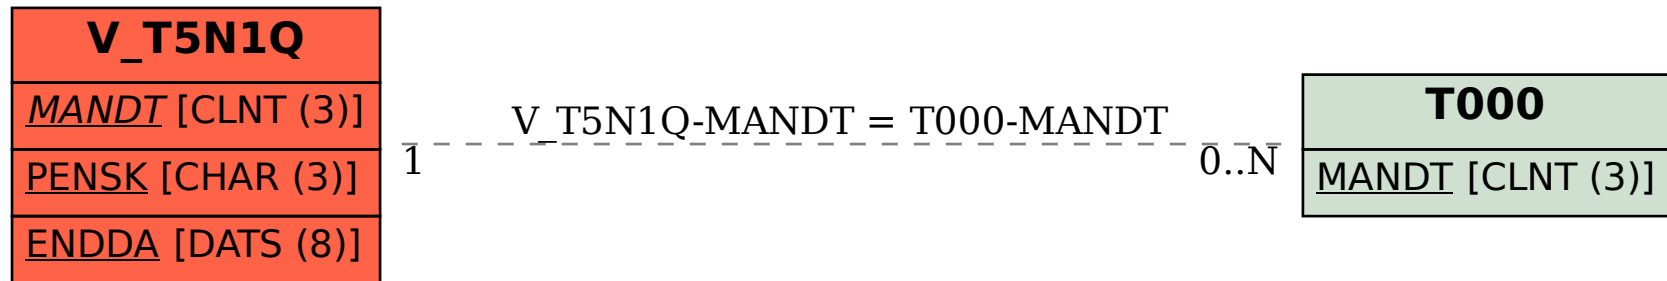 V_T5N1Q
MANDT [CLNT (3)]
PENSK [CHAR (3)]
ENDDA [DATS (8)]
V_T5N1Q-MANDT = T000-MANDT
1
0..N
T000
MANDT [CLNT (3)]